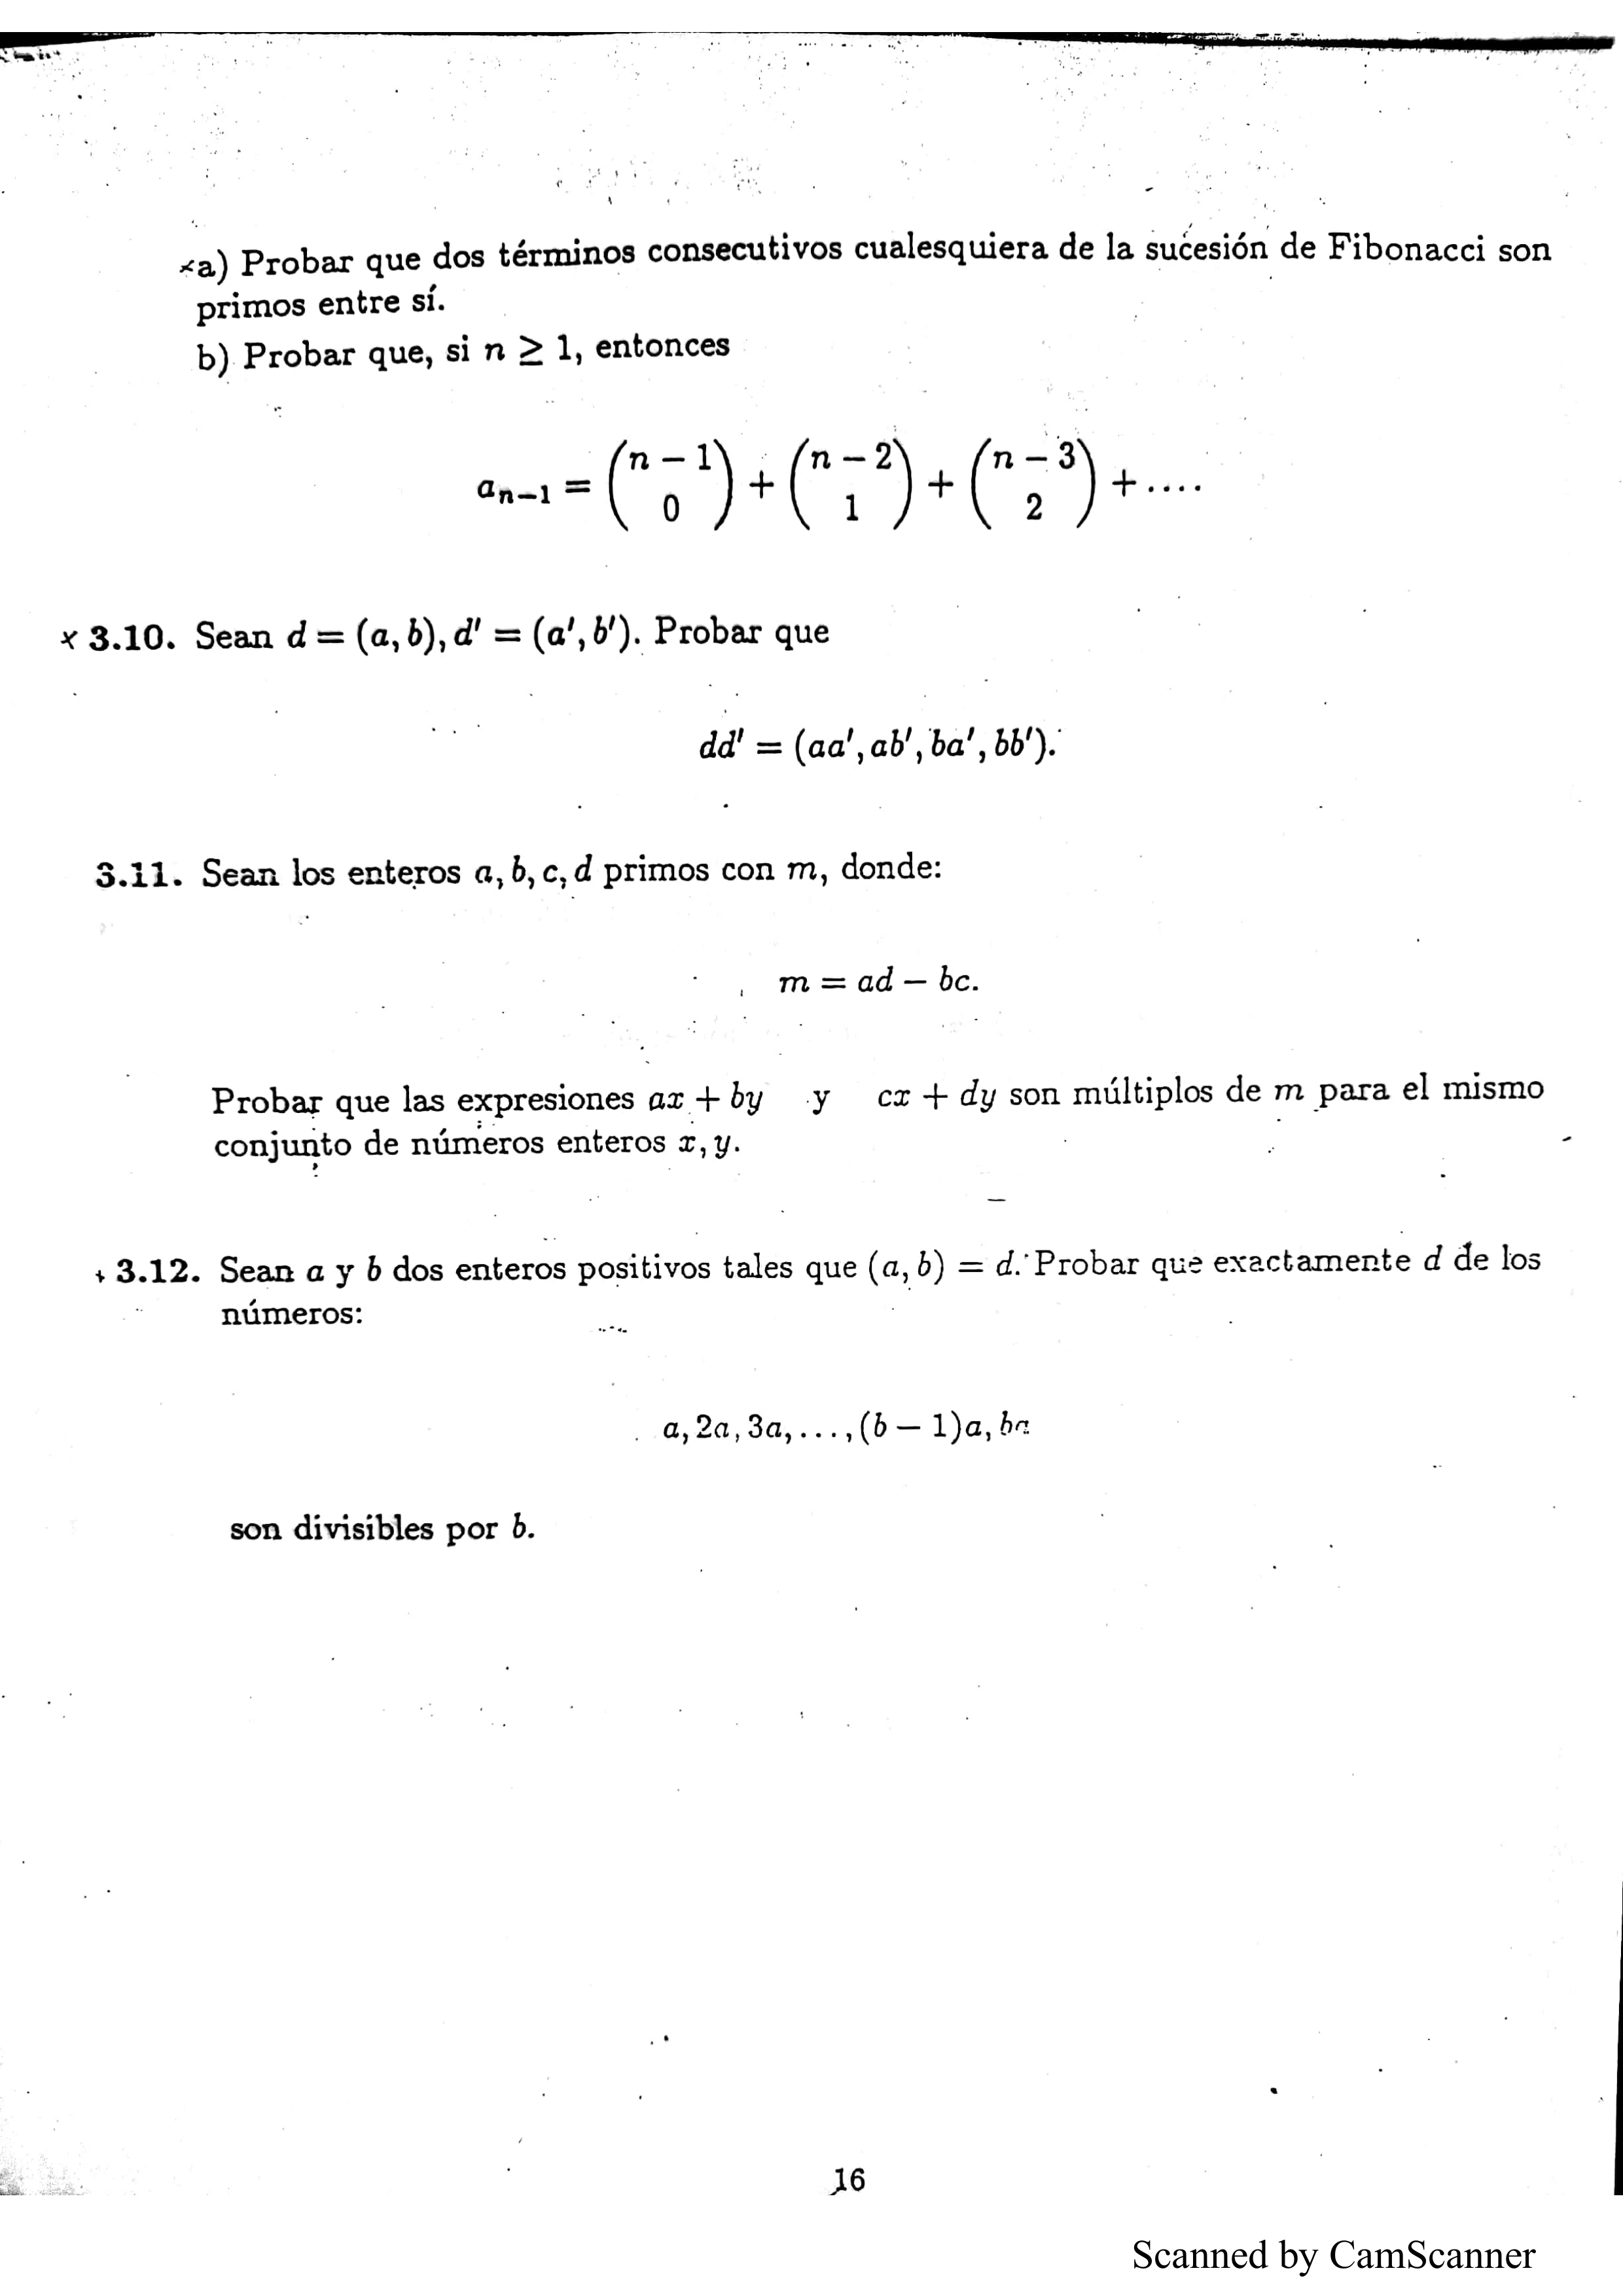 a) Probar que dos términos consecutivos cualesquiera de la sucesión de Fibonacci son
primos entre sí.
b) Probar que, si n ≥ 1, entonces
a_{n-1} = \binom{n-1}{0} + \binom{n-2}{1} + \binom{n-3}{2} + ....
x 3.10. Sean d = (a, b), d' = (a', b'). Probar que
dd' = (aa', ab', ba', bb').
3.11. Sean los enteros a, b, c, d primos con m, donde:
m = ad − bc.
Probar que las expresiones ax + by y cx + dy son múltiplos de m para el mismo
conjunto de números enteros x, y.
+ 3.12. Sean a y b dos enteros positivos tales que (a, b) = d. Probar que exactamente d de los
números:
a, 2a, 3a, ..., (b − 1)a, ba
son divisibles por b.
16
Scanned by CamScanner